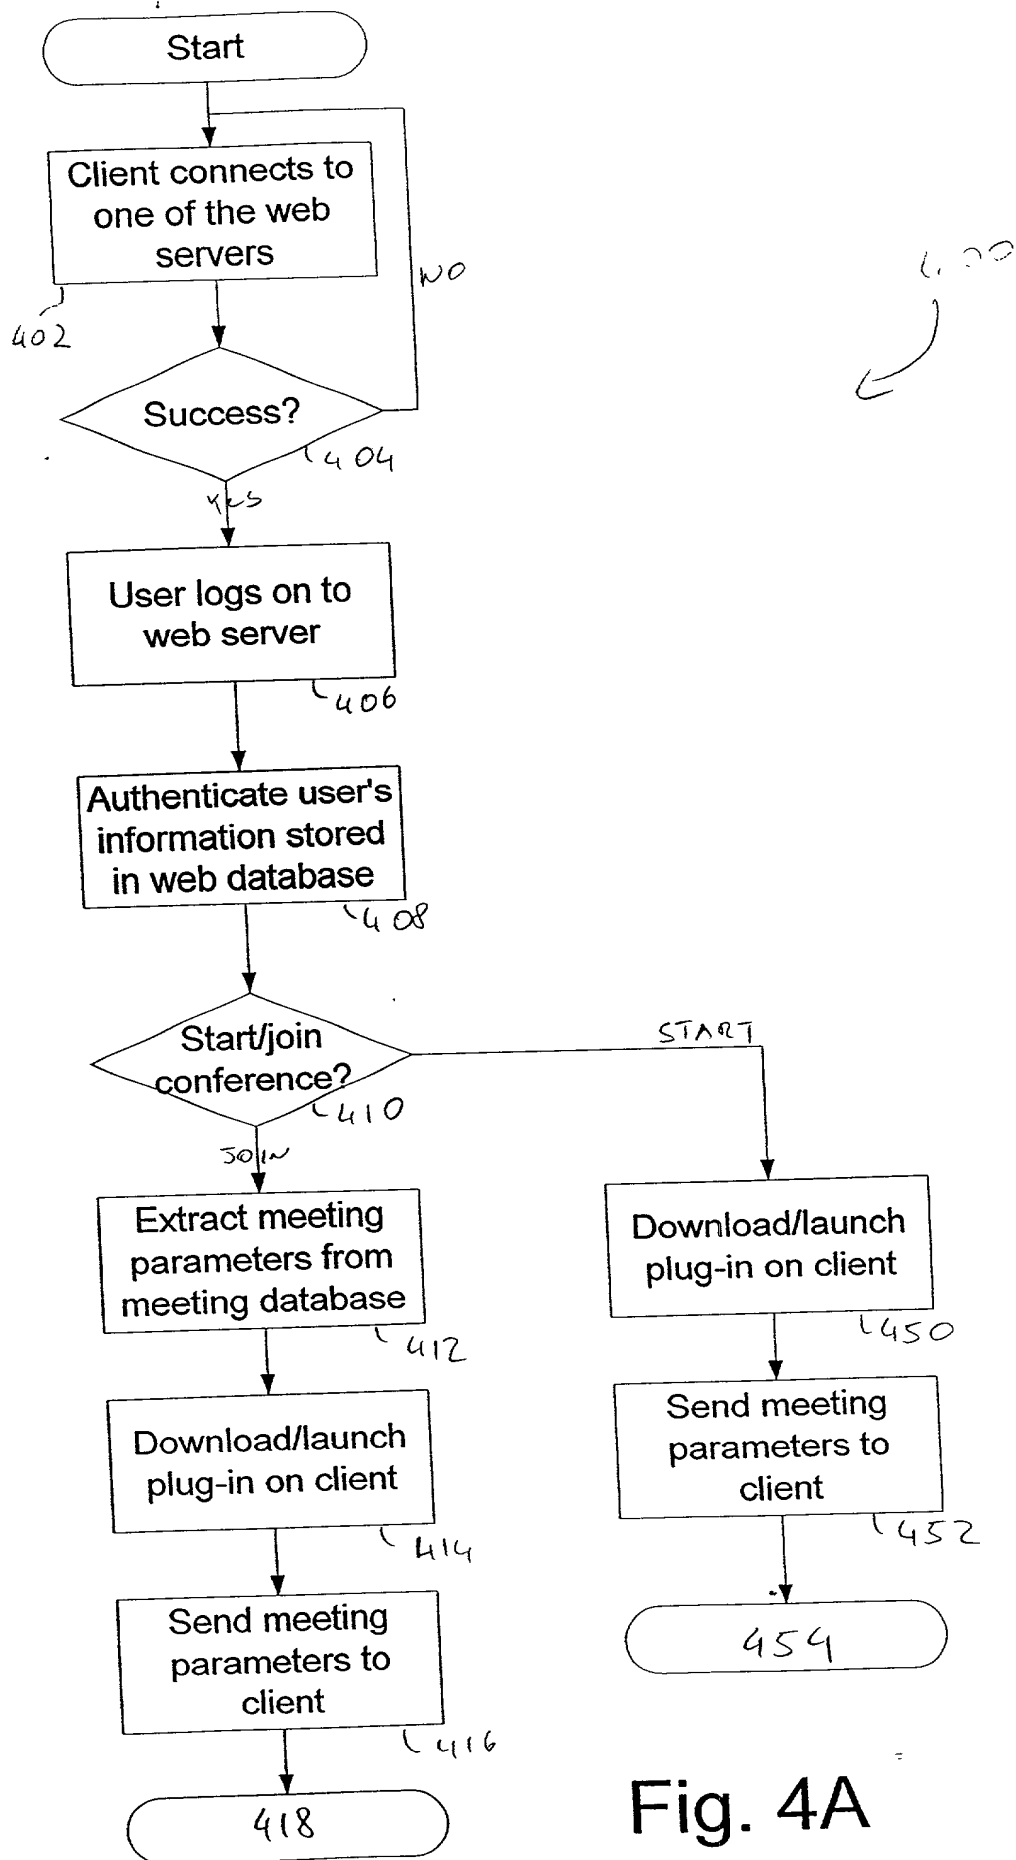 Start
Client connects to
one of the web
servers
NO
402
Success?
404
YES
User logs on to
web server
406
Authenticate user's
information stored
in web database
408
Start/join
conference?
410
START
JOIN
Extract meeting
parameters from
meeting database
412
Download/launch
plug-in on client
414
Send meeting
parameters to
client
416
418
Download/launch
plug-in on client
450
Send meeting
parameters to
client
452
454
Fig. 4A